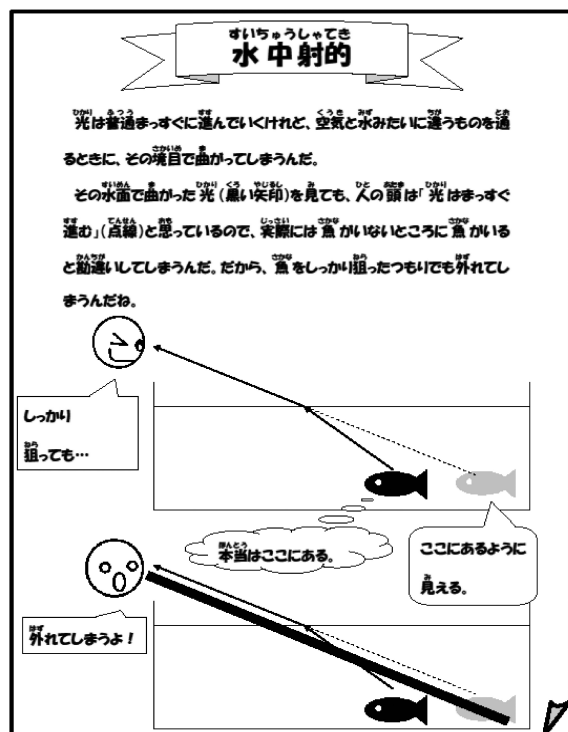 すいちゅうしゃてき
水中射的
光は普通まっすぐに進んでいくけれど、空気と水みたいに違うものを通
るときに、その境目で曲がってしまうんだ。
その水面で曲がった光（黒い矢印）を見ても、人の頭は「光はまっすぐ
進む」（点線）と思っているので、実際には魚がいないところに魚がいる
と勘違いしてしまうんだ。だから、魚をしっかり狙ったつもりでも外れてし
まうんだね。
しっかり
狙っても…
本当はここにある。
ここにあるように
見える。
外れてしまうよ！